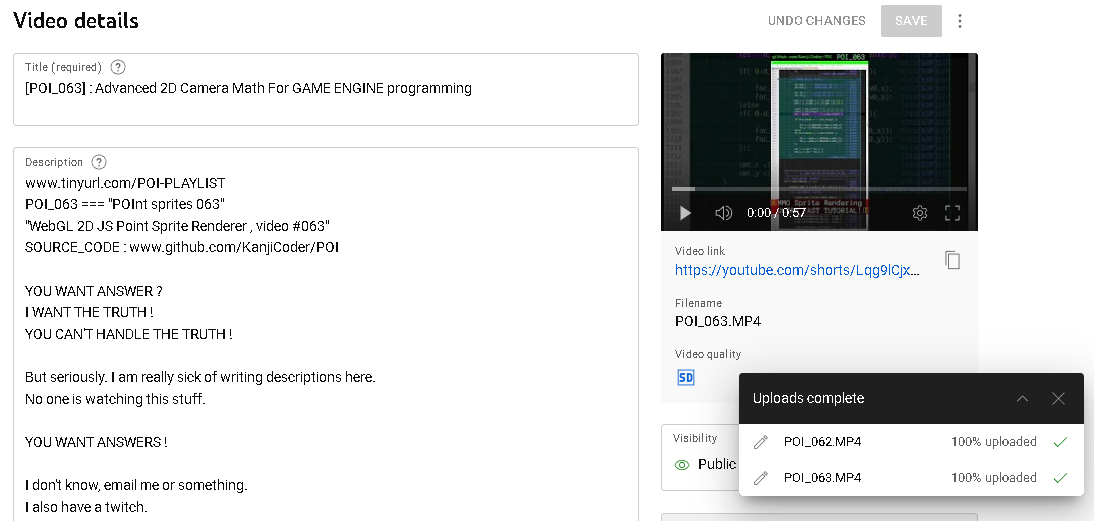 Video details
UNDO CHANGES
SAVE
Title (required)
[POI_063] : Advanced 2D Camera Math For GAME ENGINE programming
Description
www.tinyurl.com/POI-PLAYLIST
POI_063 === "POInt sprites 063"
"WebGL 2D JS Point Sprite Renderer , video #063"
SOURCE_CODE : www.github.com/KanjiCoder/POI
YOU WANT ANSWER ?
I WANT THE TRUTH !
YOU CAN'T HANDLE THE TRUTH !
But seriously. I am really sick of writing descriptions here.
No one is watching this stuff.
YOU WANT ANSWERS !
I don't know, email me or something.
I also have a twitch.
POI_063
MMO Sprite Rendering
FAST TUTORIAL!
0:00 / 0:57
Video link
https://youtube.com/shorts/Lqg9lCjx...
Filename
POI_063.MP4
Video quality
SD
Visibility
Public
Uploads complete
POI_062.MP4 100% uploaded
POI_063.MP4 100% uploaded